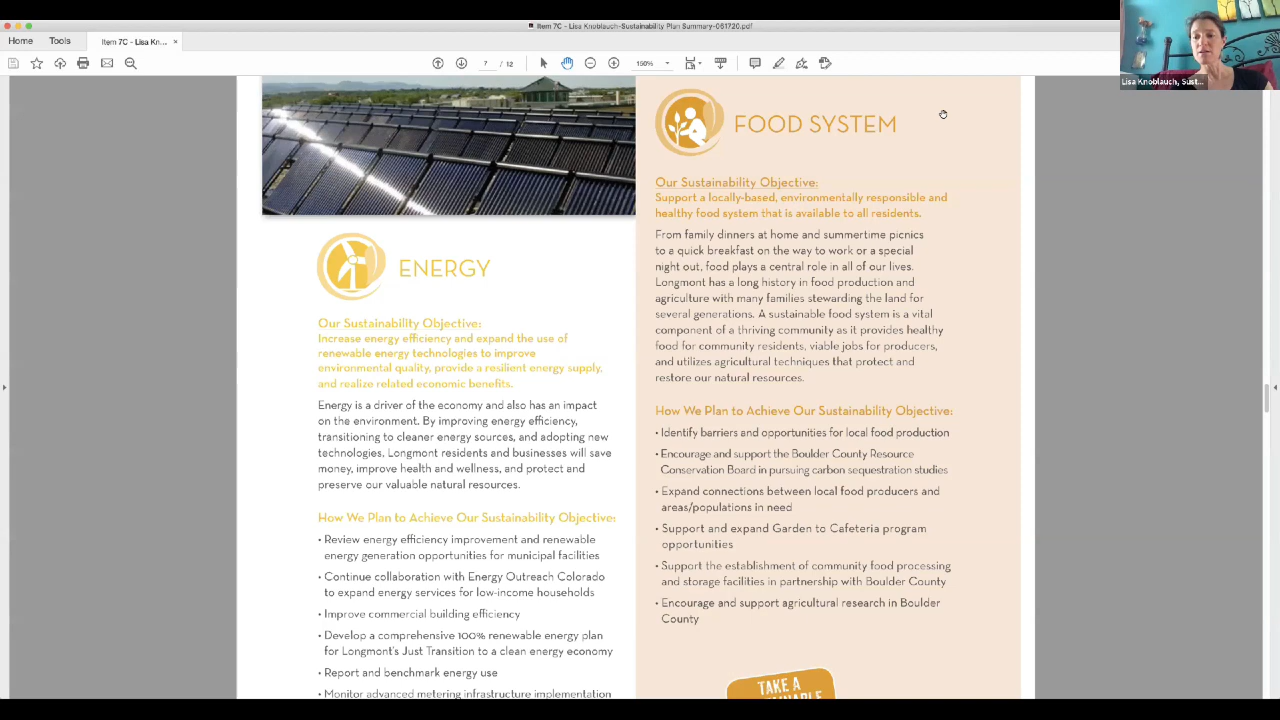 Item 7C - Lisa Knoblauch-Sustainability Plan Summary-061720.pdf
Home
Tools
Item 7C - Lisa Kn...
×
7 / 12
150%
Lisa Knoblauch, Sust...
ENERGY
Our Sustainability Objective:
Increase energy efficiency and expand the use of
renewable energy technologies to improve
environmental quality, provide a resilient energy supply,
and realize related economic benefits.
Energy is a driver of the economy and also has an impact
on the environment. By improving energy efficiency,
transitioning to cleaner energy sources, and adopting new
technologies. Longmont residents and businesses will save
money, improve health and wellness, and protect and
preserve our valuable natural resources.
How We Plan to Achieve Our Sustainability Objective:
• Review energy efficiency improvement and renewable
energy generation opportunities for municipal facilities
• Continue collaboration with Energy Outreach Colorado
to expand energy services for low-income households
• Improve commercial building efficiency
• Develop a comprehensive 100% renewable energy plan
for Longmont's Just Transition to a clean energy economy
• Report and benchmark energy use
• Monitor advanced metering infrastructure implementation
FOOD SYSTEM
Our Sustainability Objective:
Support a locally-based, environmentally responsible and
healthy food system that is available to all residents.
From family dinners at home and summertime picnics
to a quick breakfast on the way to work or a special
night out, food plays a central role in all of our lives.
Longmont has a long history in food production and
agriculture with many families stewarding the land for
several generations. A sustainable food system is a vital
component of a thriving community as it provides healthy
food for community residents, viable jobs for producers,
and utilizes agricultural techniques that protect and
restore our natural resources.
How We Plan to Achieve Our Sustainability Objective:
• Identify barriers and opportunities for local food production
• Encourage and support the Boulder County Resource
Conservation Board in pursuing carbon sequestration studies
• Expand connections between local food producers and
areas/populations in need
• Support and expand Garden to Cafeteria program
opportunities
• Support the establishment of community food processing
and storage facilities in partnership with Boulder County
• Encourage and support agricultural research in Boulder
County
TAKE A